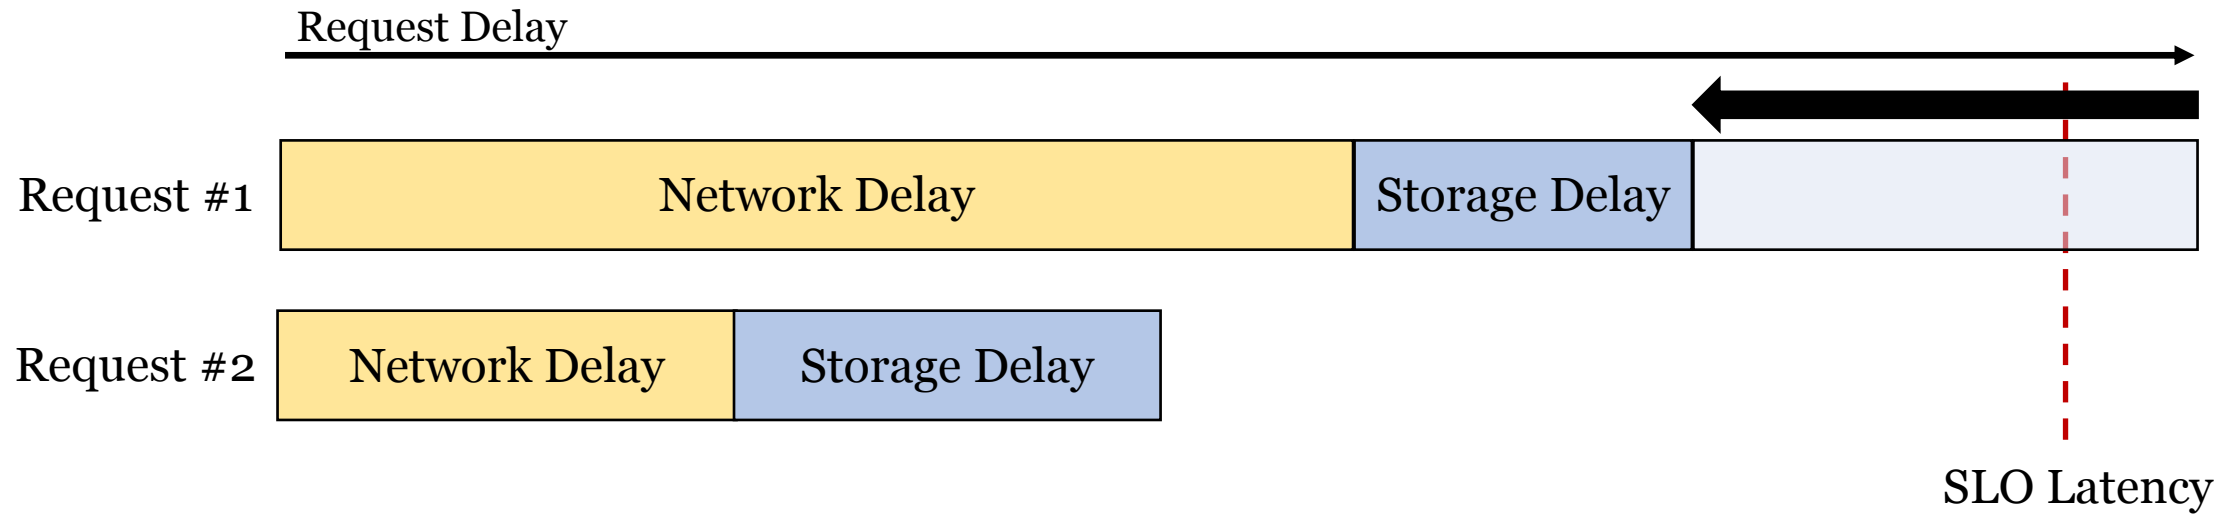 Request Delay
Request #1
Network Delay
Storage Delay
Request #2
Network Delay
Storage Delay
SLO Latency